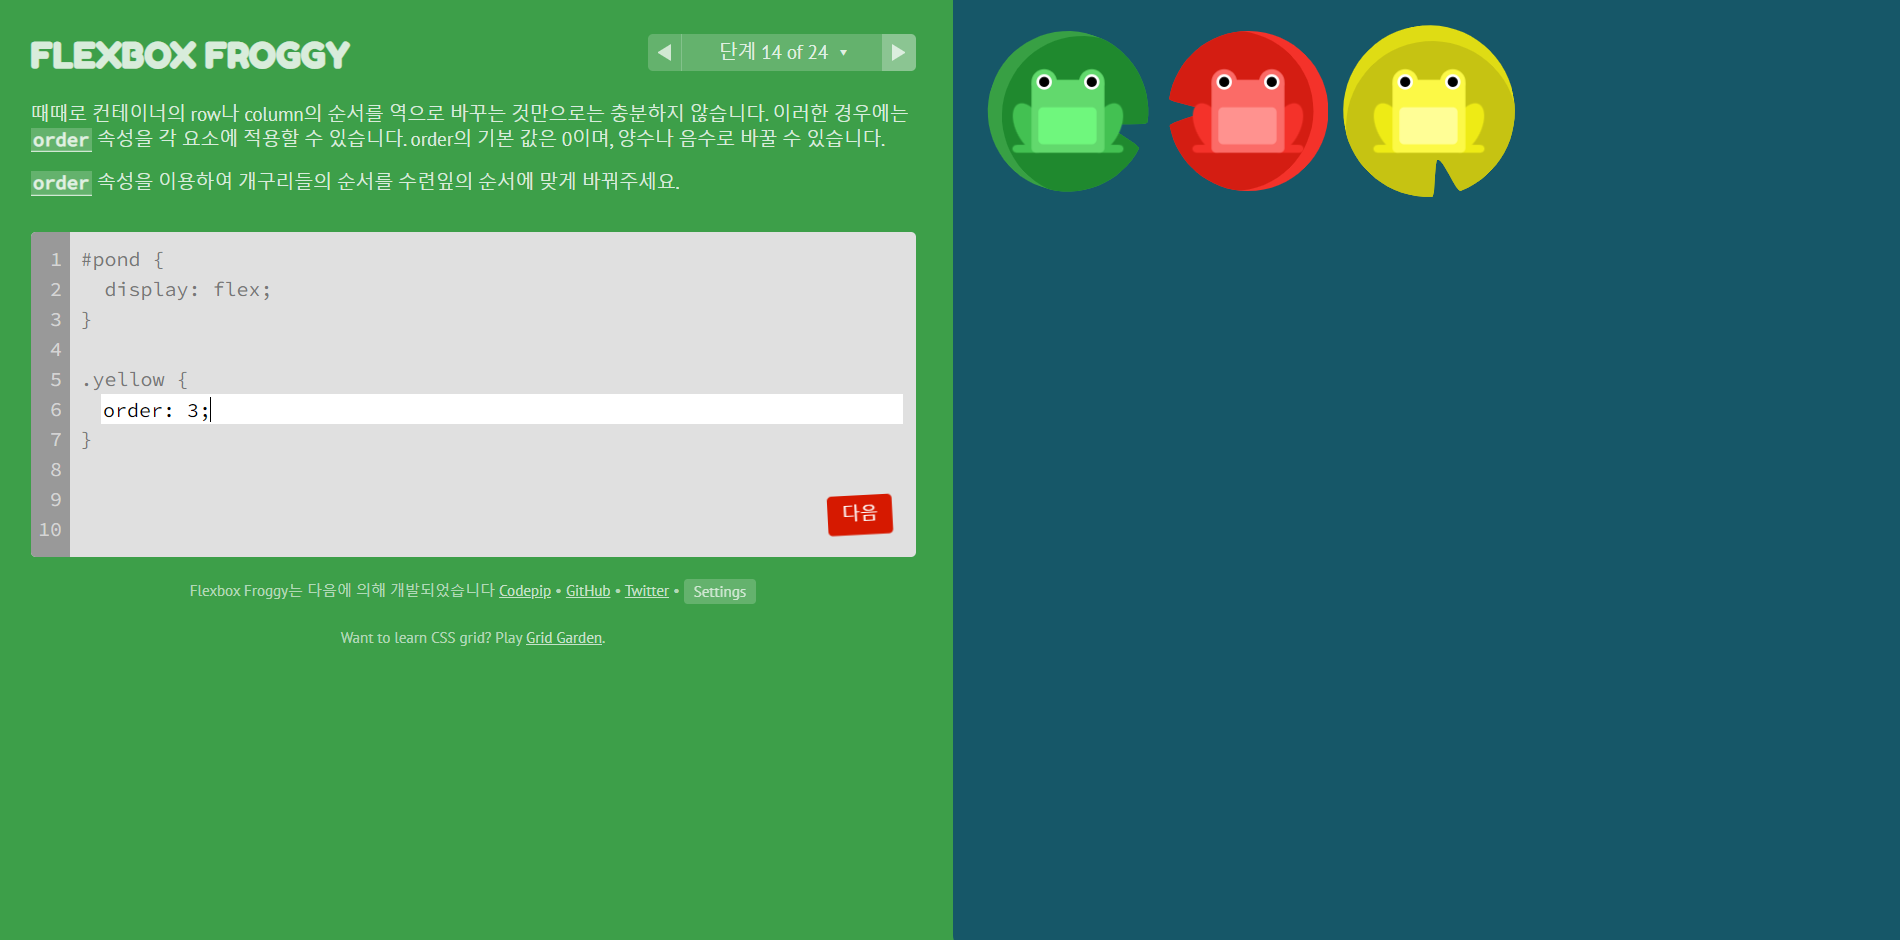 FLEXBOX FROGGY
◀ 단계 14 of 24 ▼ ▶
때때로 컨테이너의 row나 column의 순서를 역으로 바꾸는 것만으로는 충분하지 않습니다. 이러한 경우에는
order 속성을 각 요소에 적용할 수 있습니다. order의 기본 값은 0이며, 양수나 음수로 바꿀 수 있습니다.
order 속성을 이용하여 개구리들의 순서를 수련잎의 순서에 맞게 바꿔주세요.
1 #pond {
2 display: flex;
3 }
4
5 .yellow {
6 order: 3;
7 }
8
9
10
다음
Flexbox Froggy는 다음에 의해 개발되었습니다 Codepip • GitHub • Twitter • Settings
Want to learn CSS grid? Play Grid Garden.